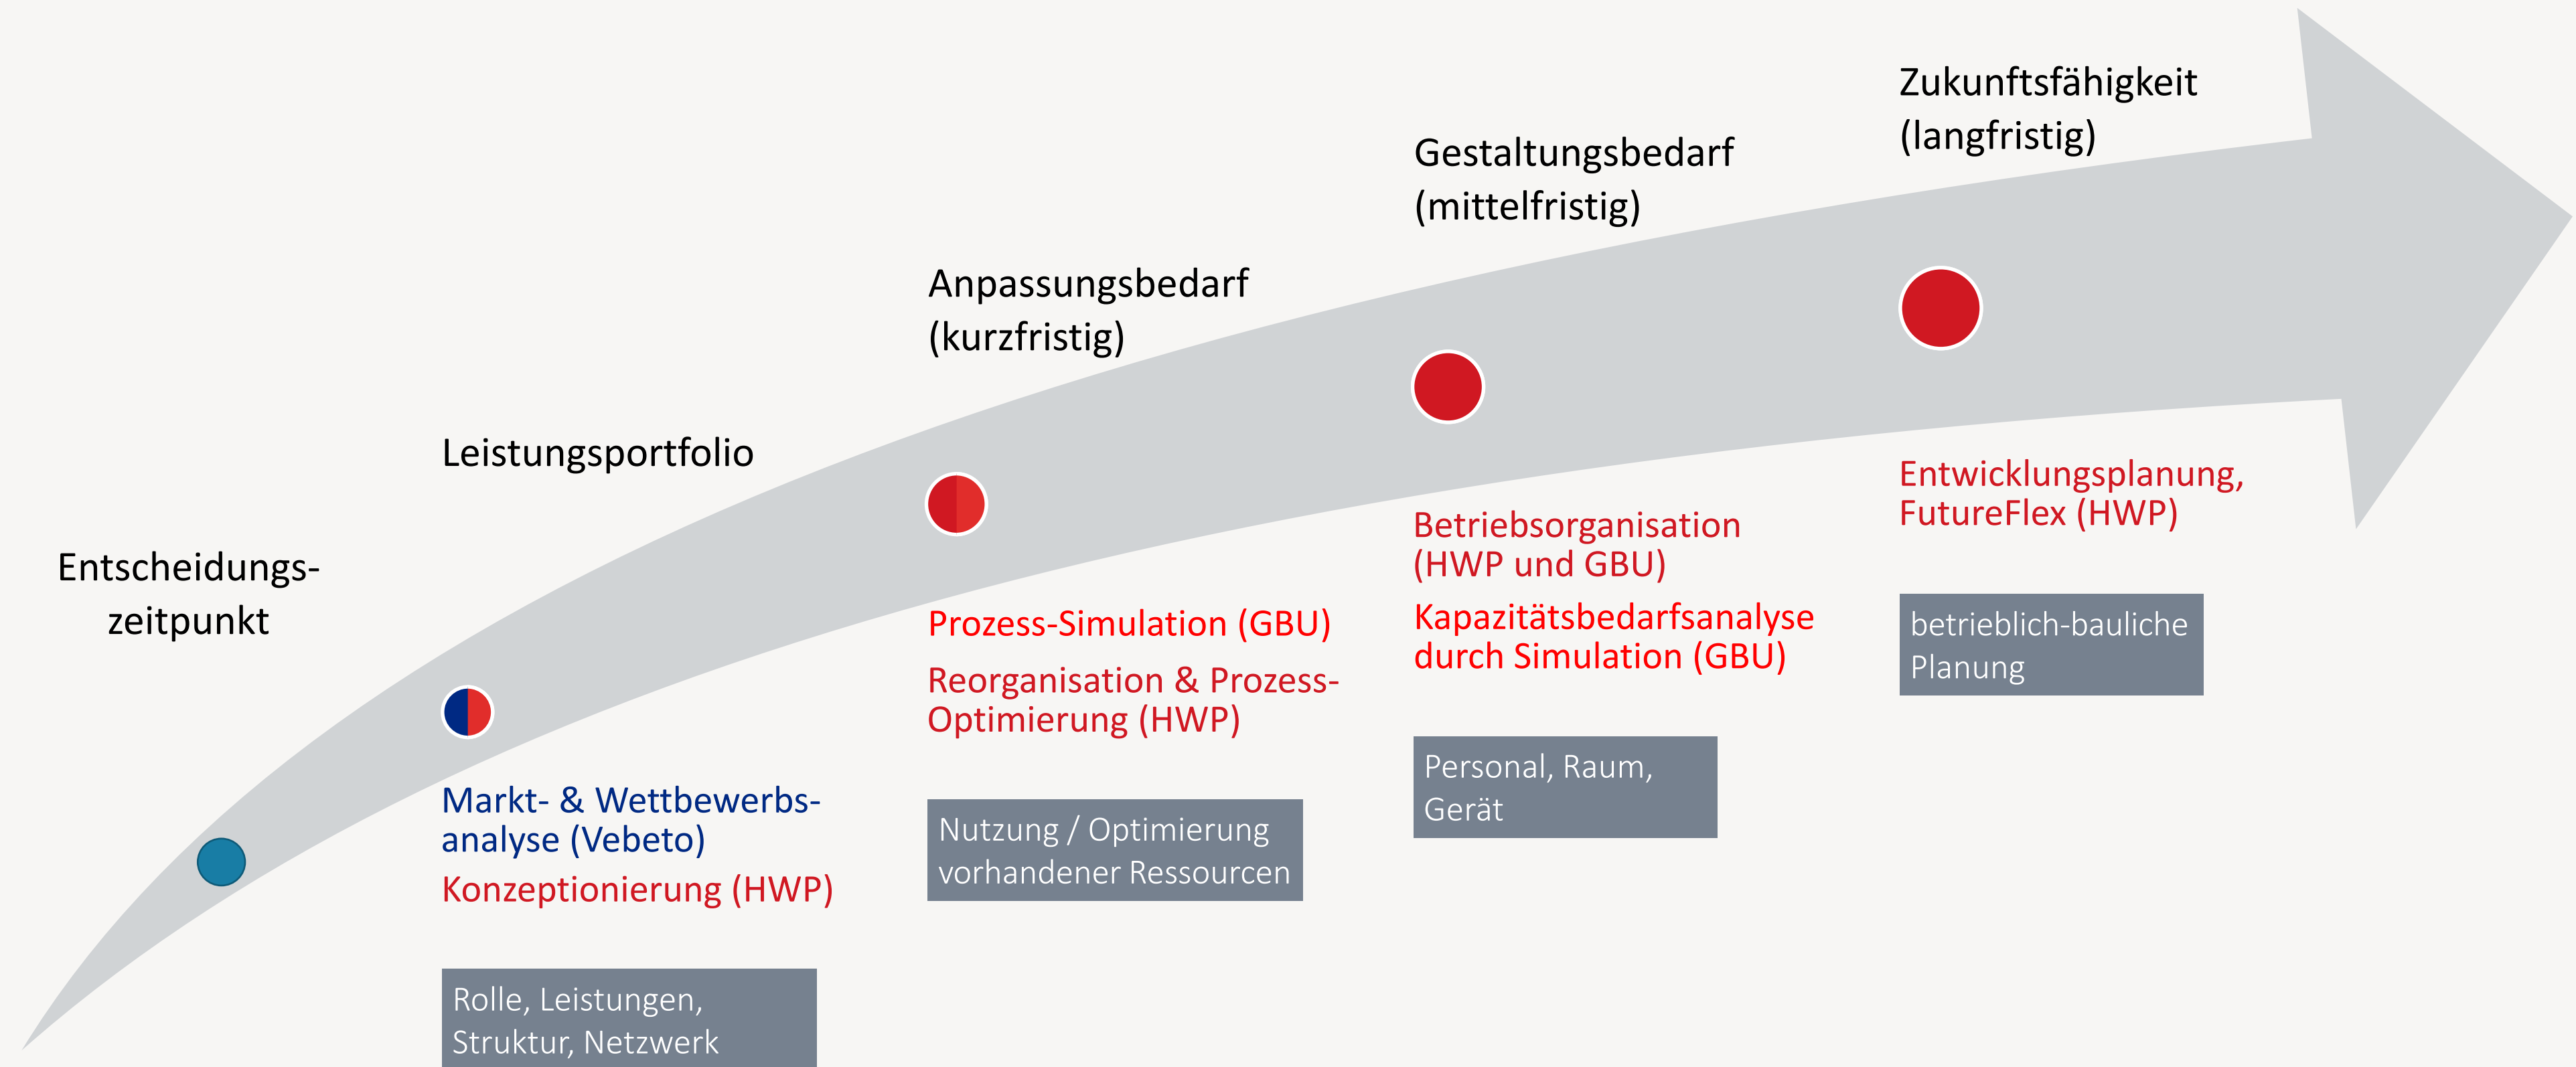 Entscheidungs-
zeitpunkt
Leistungsportfolio
Markt- & Wettbewerbs-
analyse (Vebeto)
Konzeptionierung (HWP)
Rolle, Leistungen,
Struktur, Netzwerk
Anpassungsbedarf
(kurzfristig)
Prozess-Simulation (GBU)
Reorganisation & Prozess-
Optimierung (HWP)
Nutzung / Optimierung
vorhandener Ressourcen
Gestaltungsbedarf
(mittelfristig)
Betriebsorganisation
(HWP und GBU)
Kapazitätsbedarfsanalyse
durch Simulation (GBU)
Personal, Raum,
Gerät
Zukunftsfähigkeit
(langfristig)
Entwicklungsplanung,
FutureFlex (HWP)
betrieblich-bauliche
Planung